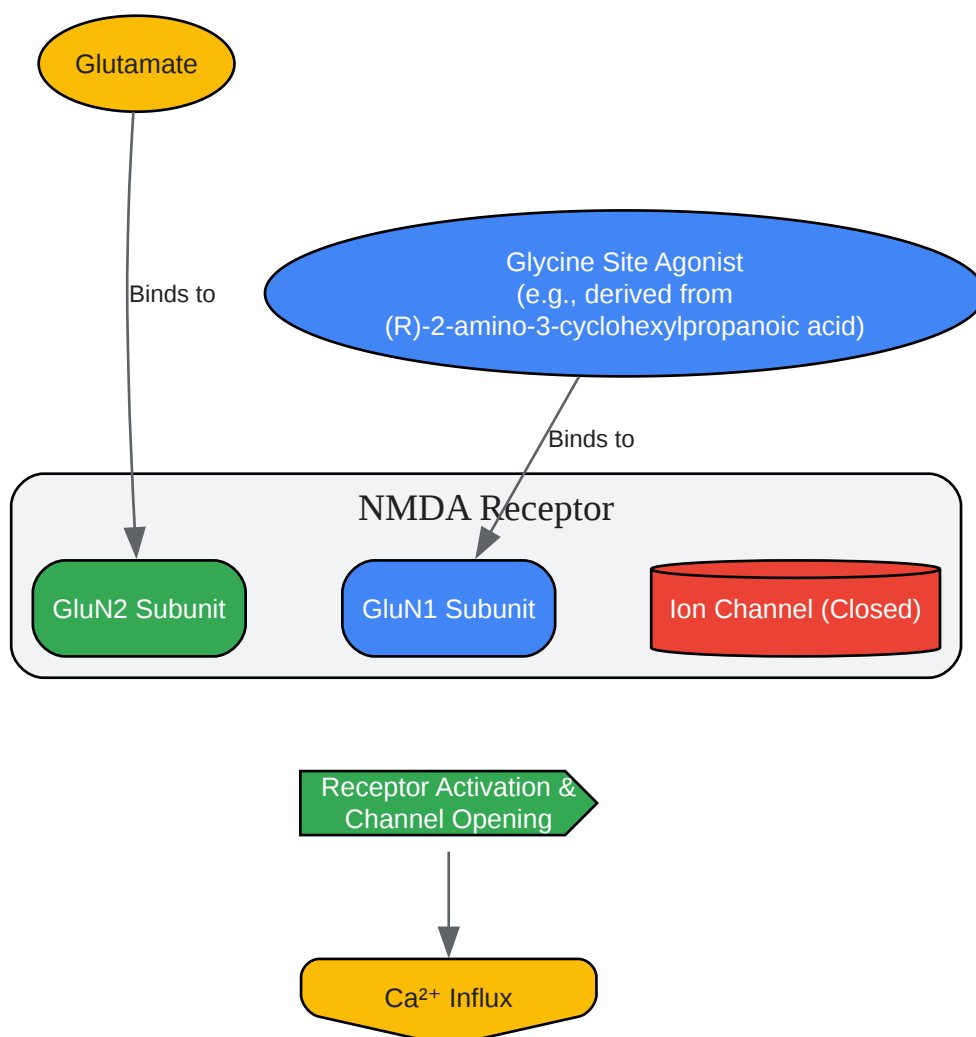 Glutamate
Glycine Site Agonist
(e.g., derived from
(R)-2-amino-3-cyclohexylpropanoic acid)
Binds to
Binds to
NMDA Receptor
GluN2 Subunit
GluN1 Subunit
Ion Channel (Closed)
Receptor Activation &
Channel Opening
Ca²⁺ Influx